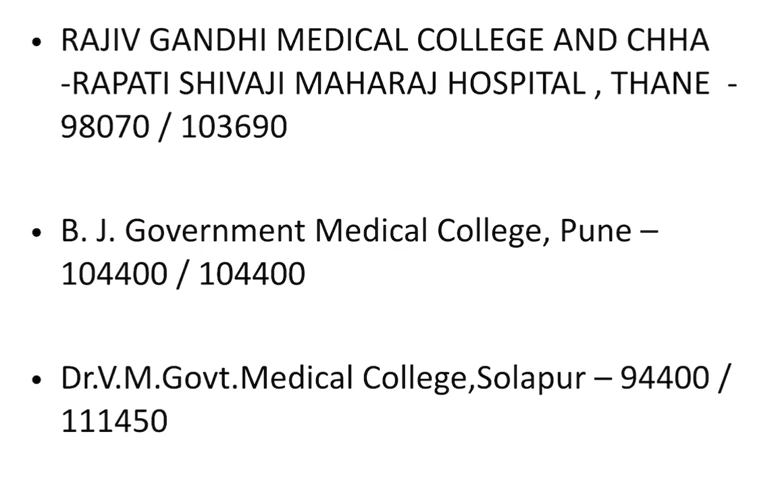 • RAJIV GANDHI MEDICAL COLLEGE AND CHHA
-RAPATI SHIVAJI MAHARAJ HOSPITAL , THANE -
98070 / 103690
• B. J. Government Medical College, Pune –
104400 / 104400
• Dr.V.M.Govt.Medical College,Solapur – 94400 /
111450